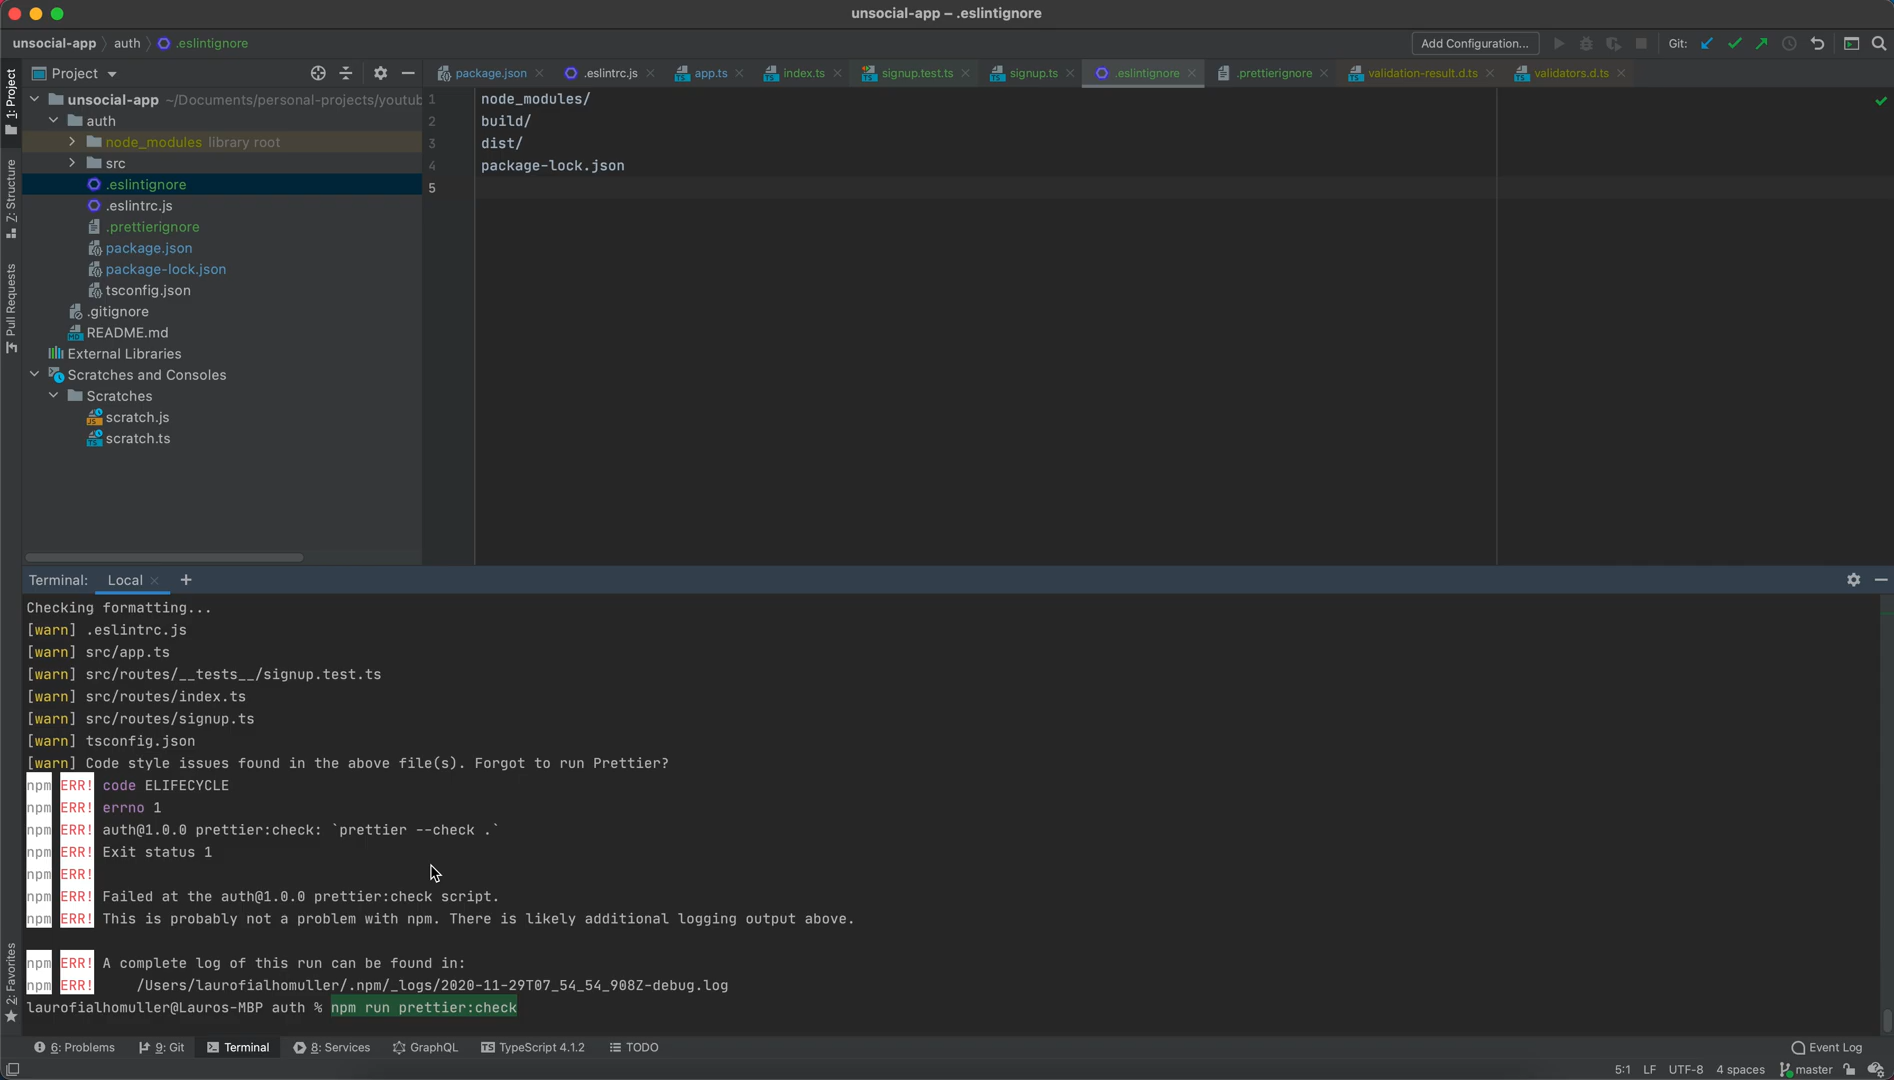 unsocial-app – .eslintignore
unsocial-app
auth
.eslintignore
Add Configuration...
Git:
1: Project
Z: Structure
Pull Requests
2: Favorites
Project
package.json
.eslintrc.js
app.ts
index.ts
signup.test.ts
signup.ts
.eslintignore
.prettierignore
validation-result.d.ts
validators.d.ts
unsocial-app ~/Documents/personal-projects/youtub
auth
node_modules library root
src
.eslintignore
.eslintrc.js
.prettierignore
package.json
package-lock.json
tsconfig.json
.gitignore
README.md
External Libraries
Scratches and Consoles
Scratches
scratch.js
scratch.ts
1 node_modules/
2 build/
3 dist/
4 package-lock.json
5
Terminal: Local +
Checking formatting...
[warn] .eslintrc.js
[warn] src/app.ts
[warn] src/routes/__tests__/signup.test.ts
[warn] src/routes/index.ts
[warn] src/routes/signup.ts
[warn] tsconfig.json
[warn] Code style issues found in the above file(s). Forgot to run Prettier?
npm ERR! code ELIFECYCLE
npm ERR! errno 1
npm ERR! auth@1.0.0 prettier:check: `prettier --check .`
npm ERR! Exit status 1
npm ERR!
npm ERR! Failed at the auth@1.0.0 prettier:check script.
npm ERR! This is probably not a problem with npm. There is likely additional logging output above.
npm ERR! A complete log of this run can be found in:
npm ERR!     /Users/laurofialhomuller/.npm/_logs/2020-11-29T07_54_54_908Z-debug.log
laurofialhomuller@Lauros-MBP auth % npm run prettier:check
6: Problems
9: Git
Terminal
8: Services
GraphQL
TypeScript 4.1.2
TODO
Event Log
5:1 LF UTF-8 4 spaces master